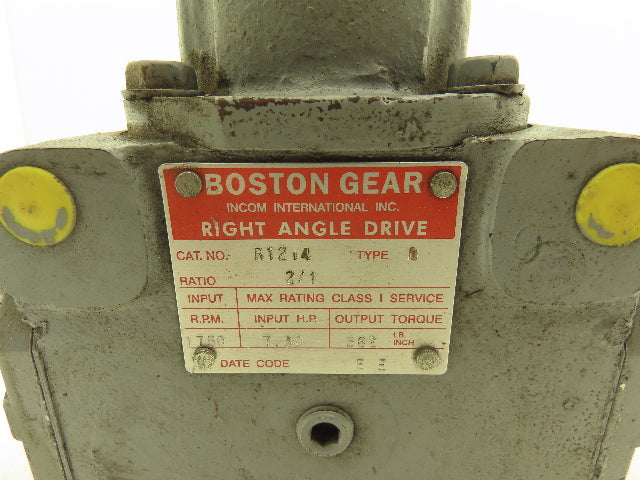 BOSTON GEAR
INCOM INTERNATIONAL INC.
RIGHT ANGLE DRIVE
CAT. NO. TYPE
RATIO 2/1
INPUT MAX RATING CLASS I SERVICE
R.P.M. INPUT H.P. OUTPUT TORQUE
1750 LB. INCH
DATE CODE